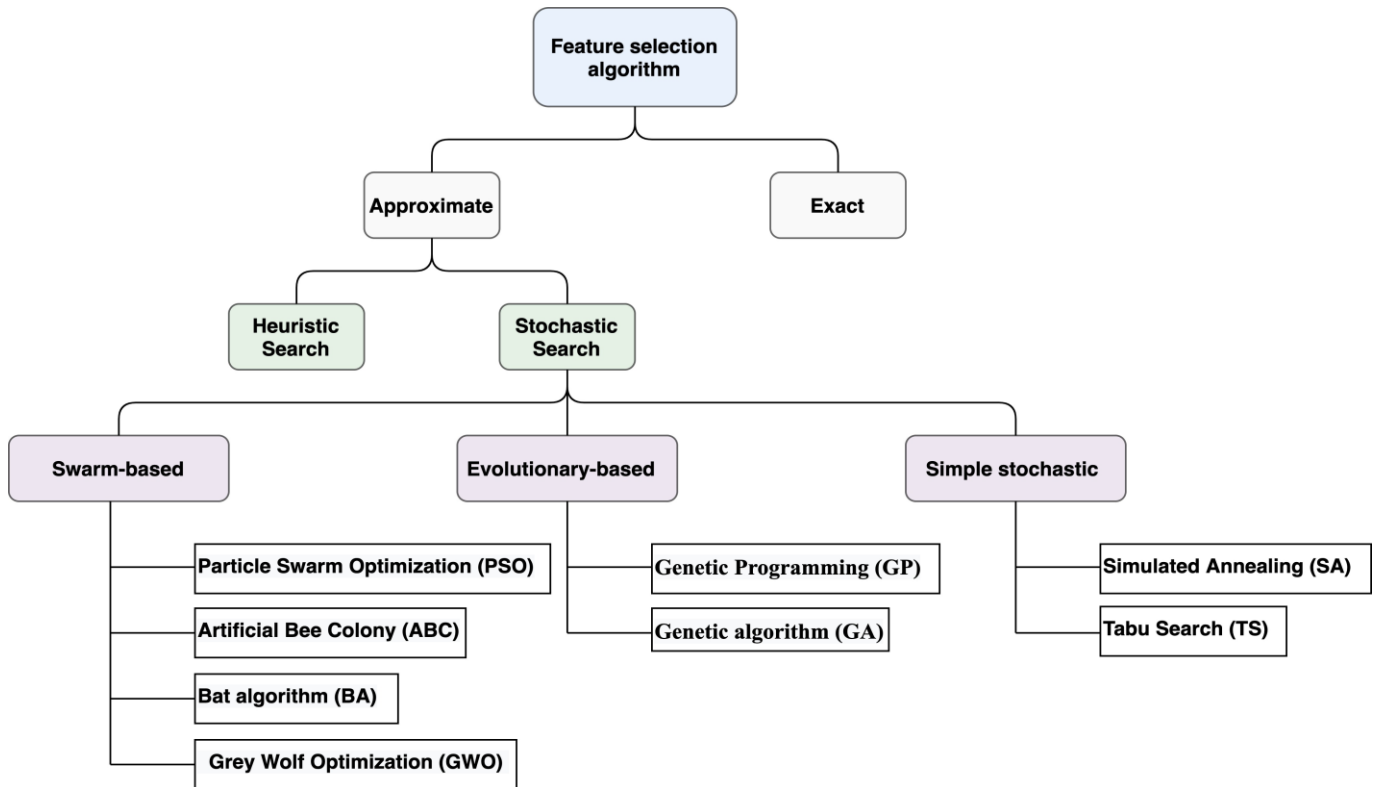 Feature selection
algorithm
Approximate
Exact
Heuristic
Search
Stochastic
Search
Swarm-based
Evolutionary-based
Simple stochastic
Particle Swarm Optimization (PSO)
Artificial Bee Colony (ABC)
Bat algorithm (BA)
Grey Wolf Optimization (GWO)
Genetic Programming (GP)
Genetic algorithm (GA)
Simulated Annealing (SA)
Tabu Search (TS)